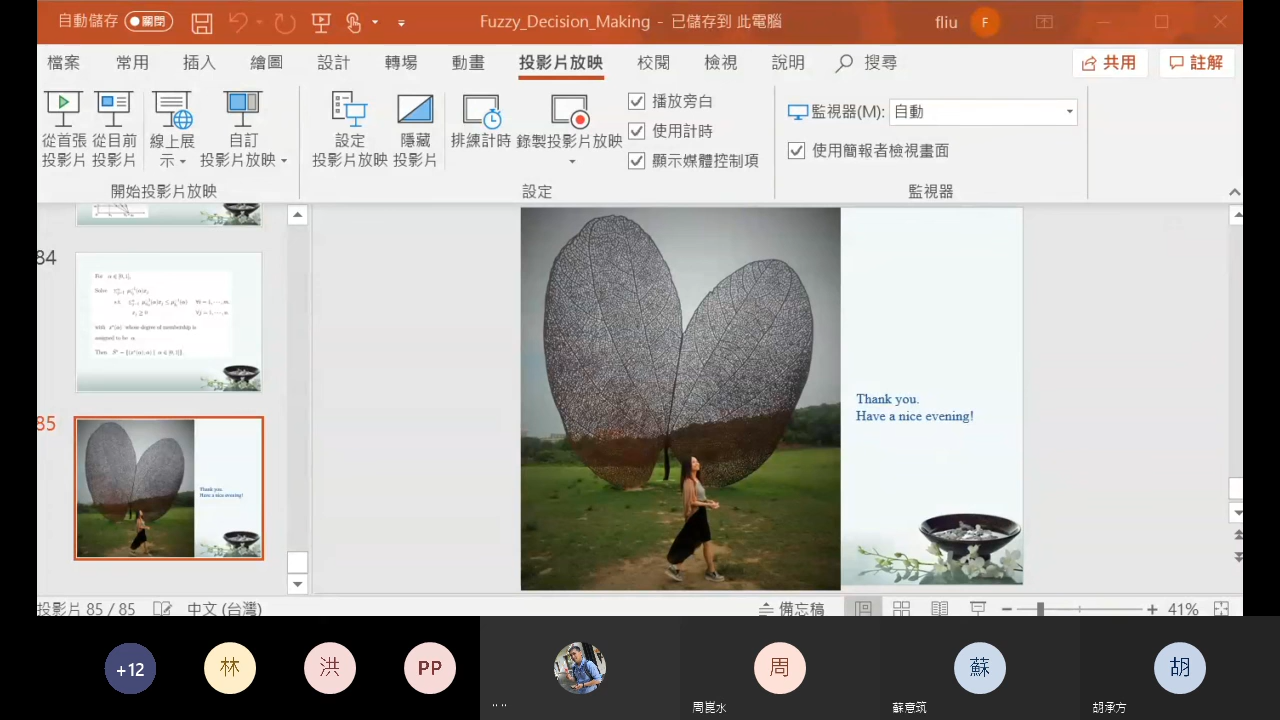 自動儲存 關閉 Fuzzy_Decision_Making - 已儲存到 此電腦 fliu F
檔案 常用 插入 繪圖 設計 轉場 動畫 投影片放映 校閱 檢視 說明 搜尋 共用 註解
從首張投影片
從目前投影片
線上展示
自訂投影片放映
開始投影片放映
設定投影片放映
隱藏投影片
排練計時
錄製投影片放映
播放旁白
使用計時
顯示媒體控制項
設定
監視器(M): 自動
使用簡報者檢視畫面
監視器
84
85
Thank you.
Have a nice evening!
Thank you.
Have a nice evening!
投影片 85 / 85 中文 (台灣) 備忘稿 41%
+12 林 洪 PP 周 蘇 胡
周崑水 蘇意筑 胡承方